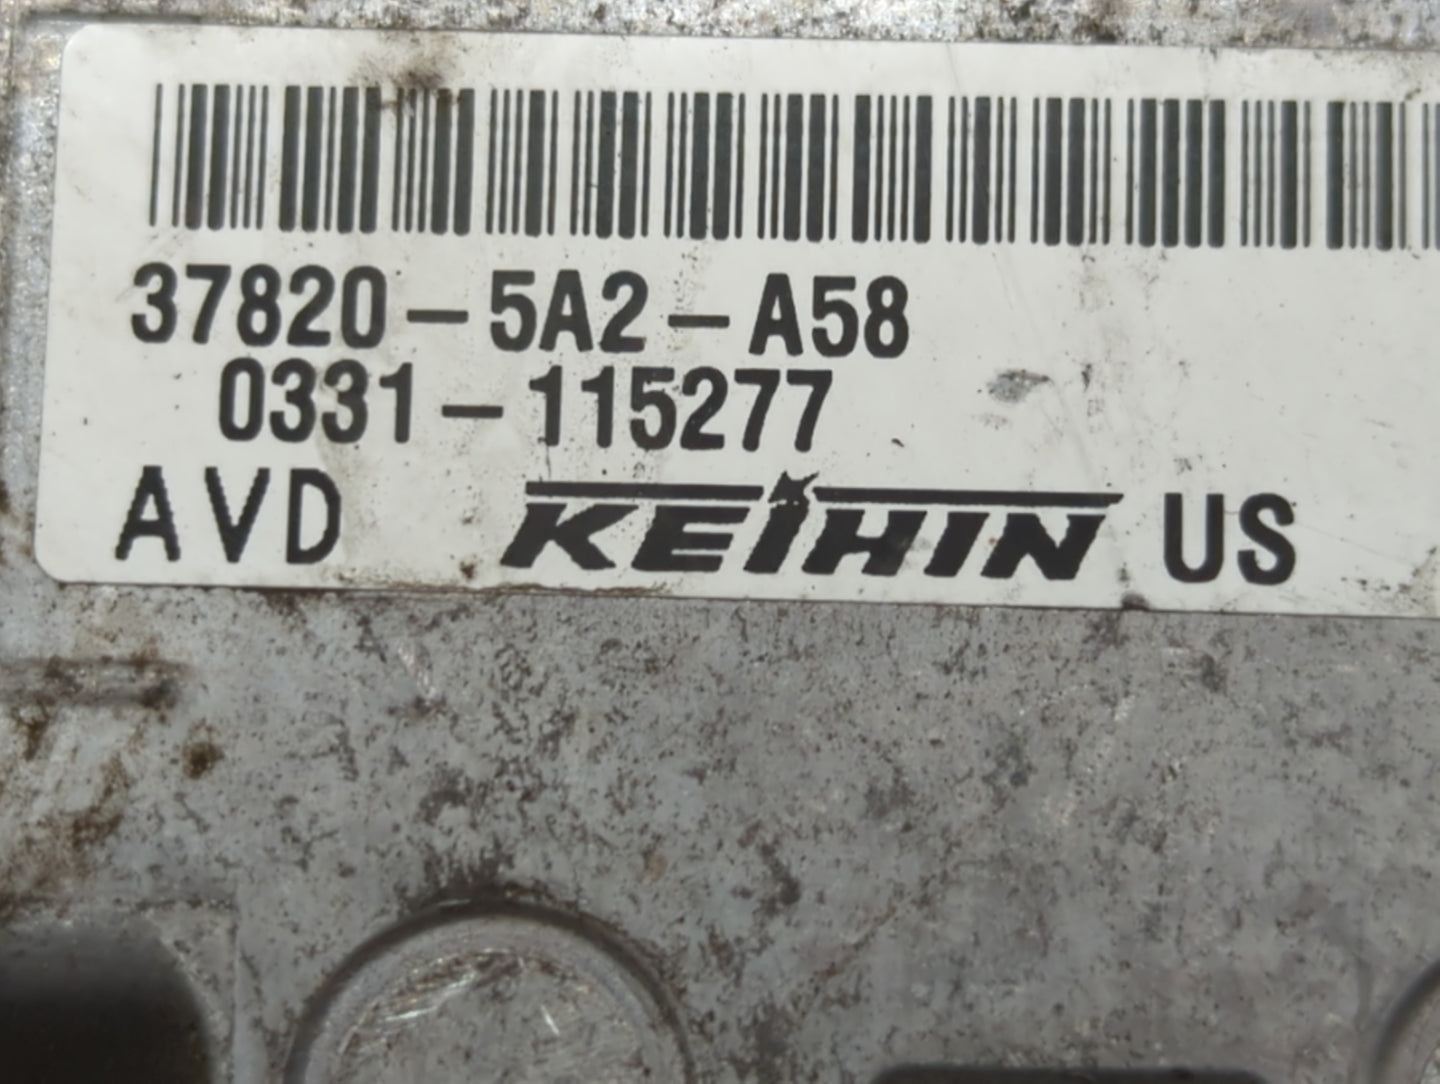 37820-5A2-A58
0331-115277
AVD KEIHIN US